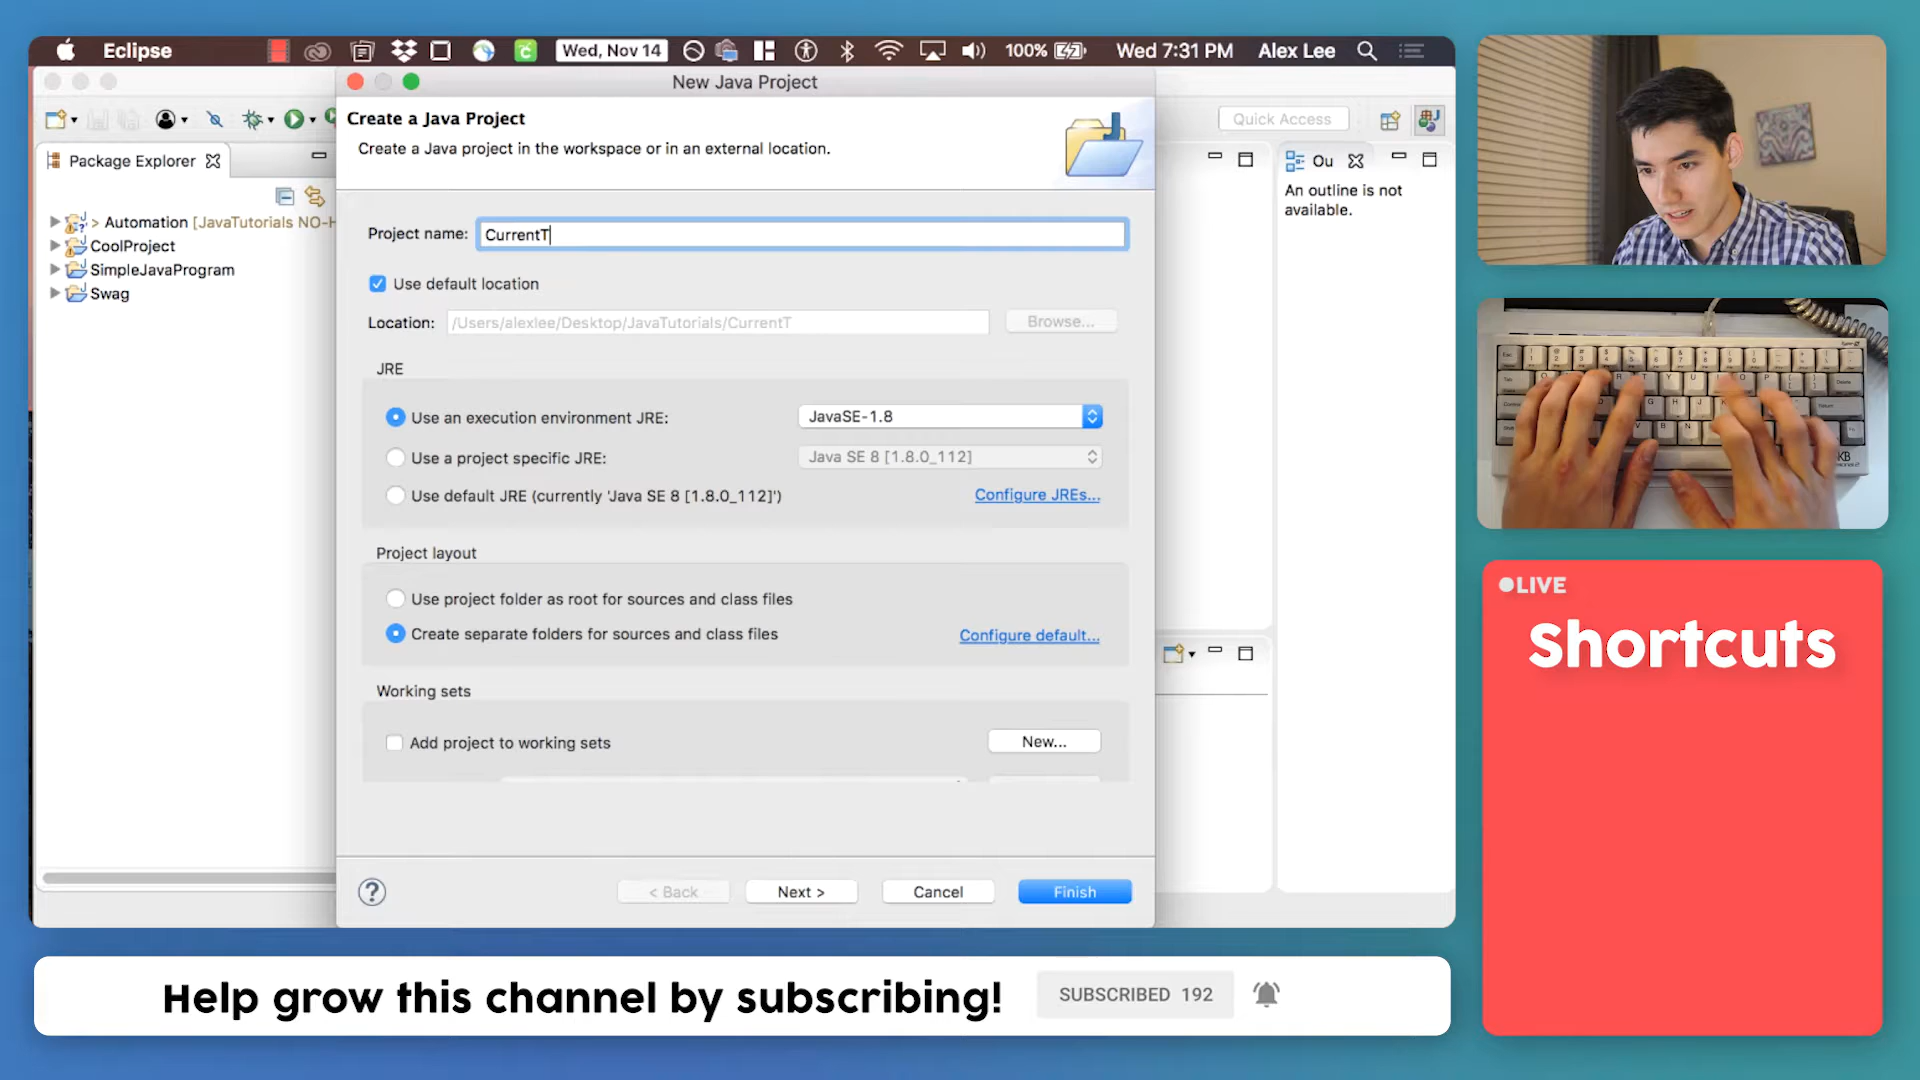 Eclipse
Wed, Nov 14
100%
Wed 7:31 PM
Alex Lee
New Java Project
Create a Java Project
Create a Java project in the workspace or in an external location.
Quick Access
Package Explorer
> Automation [JavaTutorials NO-H
CoolProject
SimpleJavaProgram
Swag
Ou
An outline is not
available.
Project name: CurrentT
Use default location
Location: /Users/alexlee/Desktop/JavaTutorials/CurrentT
Browse...
JRE
Use an execution environment JRE:
JavaSE-1.8
Use a project specific JRE:
Java SE 8 [1.8.0_112]
Use default JRE (currently 'Java SE 8 [1.8.0_112]')
Configure JREs...
Project layout
Use project folder as root for sources and class files
Create separate folders for sources and class files
Configure default...
Working sets
Add project to working sets
New...
?
< Back
Next >
Cancel
Finish
LIVE
Shortcuts
Help grow this channel by subscribing!
SUBSCRIBED 192